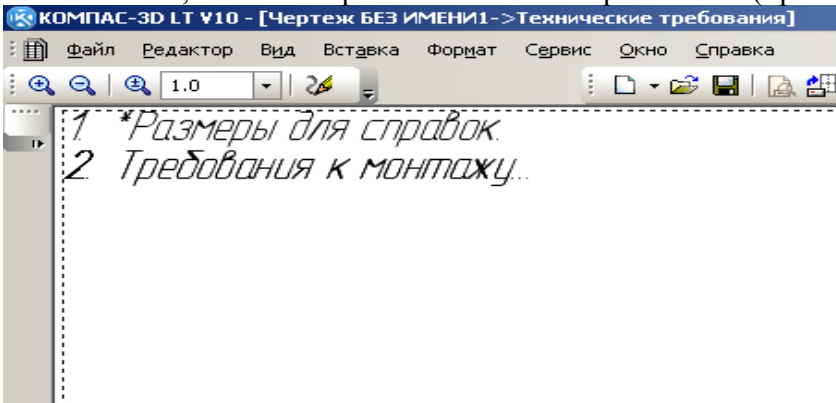 КОМПАС-3D LT V10 - [Чертеж БЕЗ ИМЕНИ1->Технические требования]
Файл Редактор Вид Вставка Формат Сервис Окно Справка
1.0
1. *Размеры для справок.
2. Требования к монтажу...